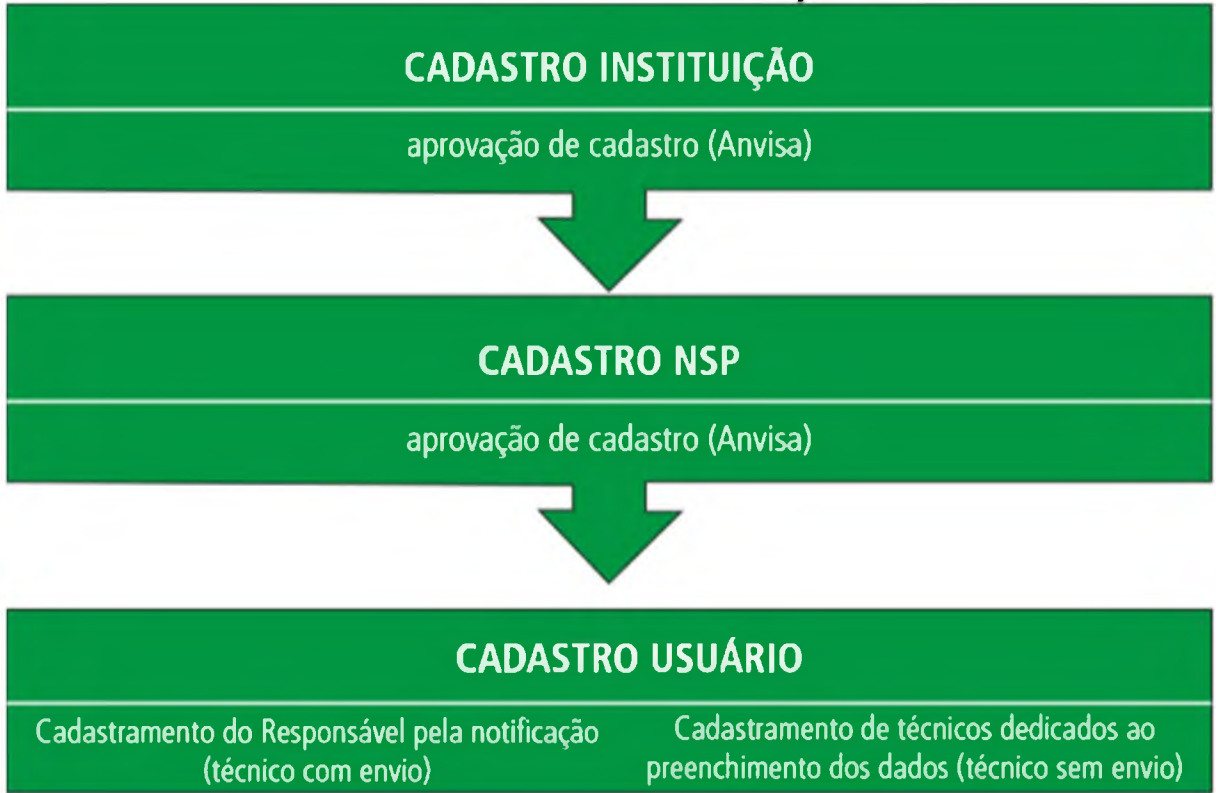 CADASTRO INSTITUIÇÃO
aprovação de cadastro (Anvisa)
CADASTRO NSP
aprovação de cadastro (Anvisa)
CADASTRO USUÁRIO
Cadastramento do Responsável pela notificação
(técnico com envio)
Cadastramento de técnicos dedicados ao
preenchimento dos dados (técnico sem envio)